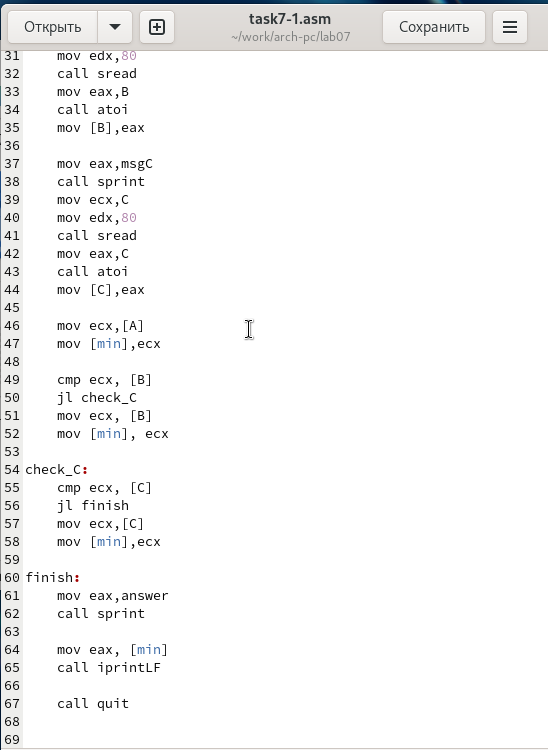 Открыть
task7-1.asm
~/work/arch-pc/lab07
Сохранить
31 mov edx,80
32 call sread
33 mov eax,B
34 call atoi
35 mov [B],eax
36
37 mov eax,msgC
38 call sprint
39 mov ecx,C
40 mov edx,80
41 call sread
42 mov eax,C
43 call atoi
44 mov [C],eax
45
46 mov ecx,[A]
47 mov [min],ecx
48
49 cmp ecx, [B]
50 jl check_C
51 mov ecx, [B]
52 mov [min], ecx
53
54 check_C:
55 cmp ecx, [C]
56 jl finish
57 mov ecx,[C]
58 mov [min],ecx
59
60 finish:
61 mov eax,answer
62 call sprint
63
64 mov eax, [min]
65 call iprintLF
66
67 call quit
68
69